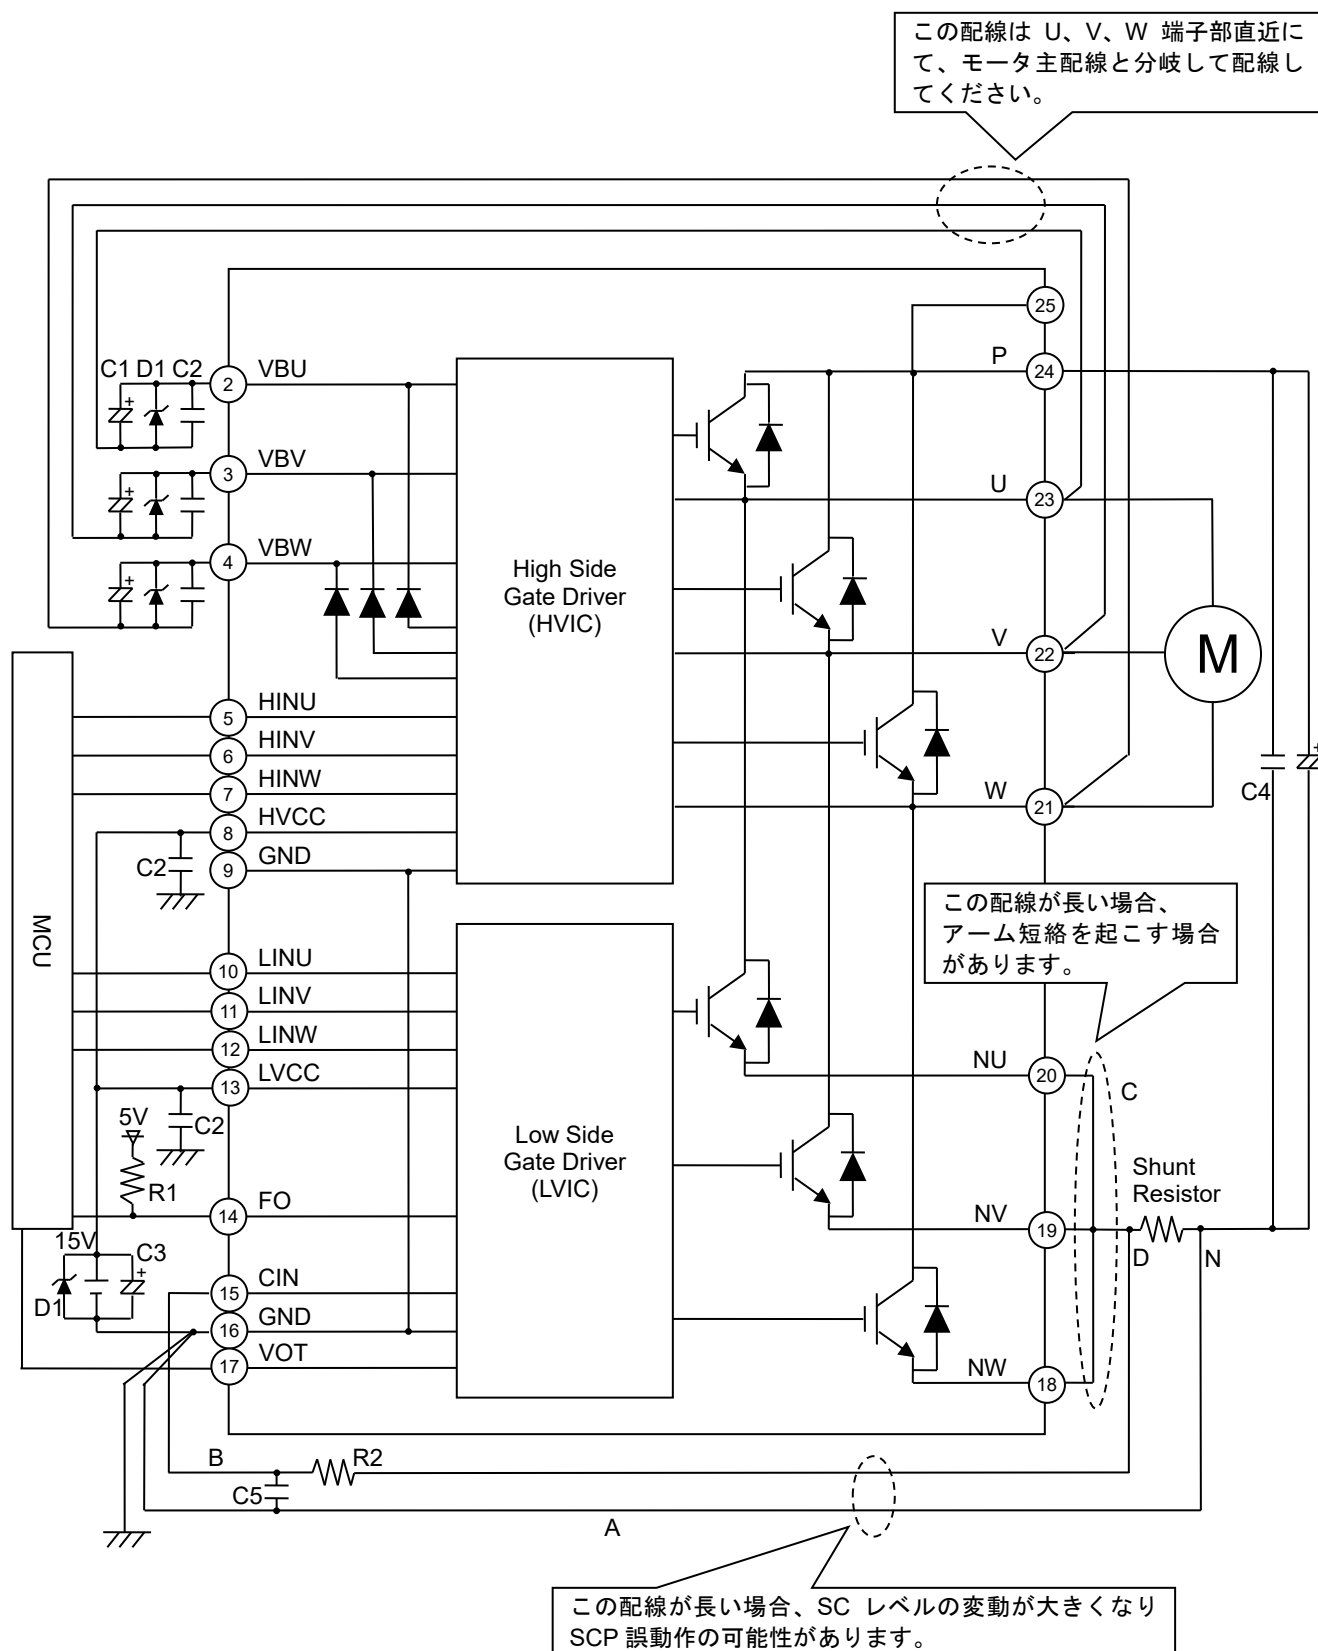 この配線は U、V、W 端子部直近に
て、モータ主配線と分岐して配線し
てください。
25
P
24
C1 D1 C2
+
2
VBU
+
3
VBV
U
23
+
4
VBW
High Side
Gate Driver
(HVIC)
V
22
M
5
HINU
6
HINV
7
HINW
W
21
C4
+
8
HVCC
C2
9
GND
この配線が長い場合、
アーム短絡を起こす場合
があります。
MCU
10
LINU
11
LINV
12
LINW
13
LVCC
NU
20
C
5V
C2
R1
Low Side
Gate Driver
(LVIC)
Shunt
Resistor
14
FO
NV
19
D
N
15V
C3
+
D1
15
CIN
16
GND
17
VOT
NW
18
B
R2
C5
A
この配線が長い場合、SC レベルの変動が大きくなり
SCP 誤動作の可能性があります。